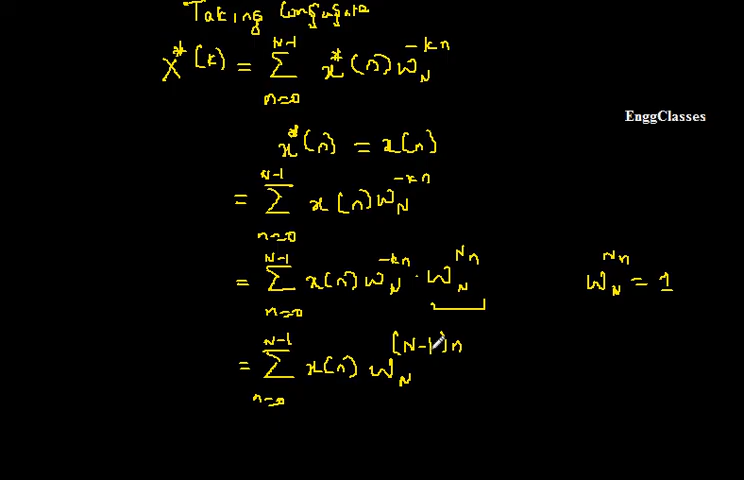 Taking Conjugate
X*(k) = Σ_{n=0}^{N-1} x*(n) W_N^{-kn}
EnggClasses
x*(n) = x(n)
= Σ_{n=0}^{N-1} x(n) W_N^{-kn}
= Σ_{n=0}^{N-1} x(n) W_N^{-kn} · W_N^{Nn}    W_N^{Nn} = 1
= Σ_{n=0}^{N-1} x(n) W_N^{(N-k)n}